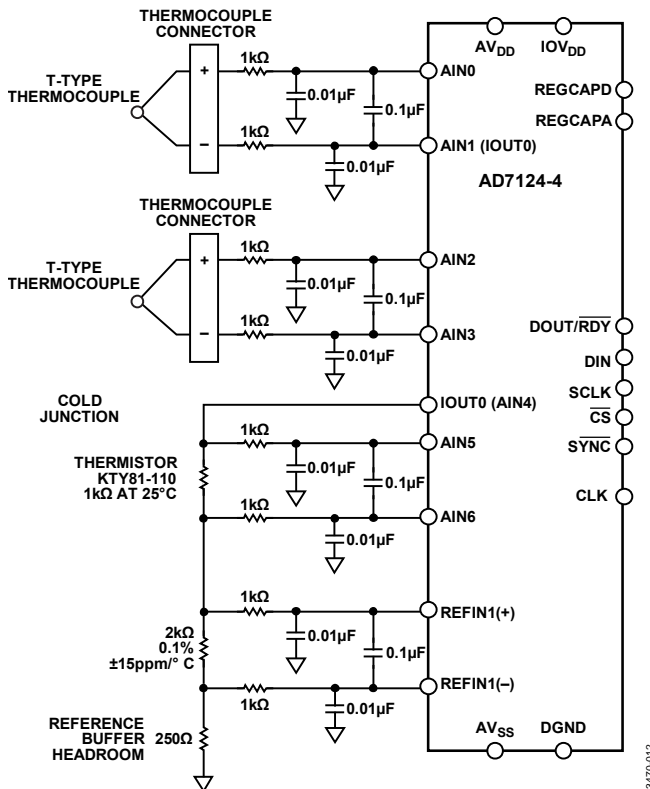 THERMOCOUPLE
CONNECTOR
AV_DD
IOV_DD
1kΩ
+
AIN0
REGCAPD
T-TYPE
THERMOCOUPLE
0.01µF
0.1µF
REGCAPA
1kΩ
–
AIN1 (IOUT0)
0.01µF
AD7124-4
THERMOCOUPLE
CONNECTOR
1kΩ
+
AIN2
T-TYPE
THERMOCOUPLE
0.01µF
0.1µF
1kΩ
–
AIN3
DOUT/RDY
0.01µF
DIN
COLD
JUNCTION
IOUT0 (AIN4)
SCLK
CS
1kΩ
AIN5
SYNC
THERMISTOR
KTY81-110
1kΩ AT 25°C
0.01µF
0.1µF
CLK
1kΩ
AIN6
0.01µF
1kΩ
REFIN1(+)
2kΩ
0.1%
±15ppm/° C
0.01µF
0.1µF
REFIN1(–)
1kΩ
0.01µF
REFERENCE
BUFFER
HEADROOM
250Ω
AV_SS
DGND